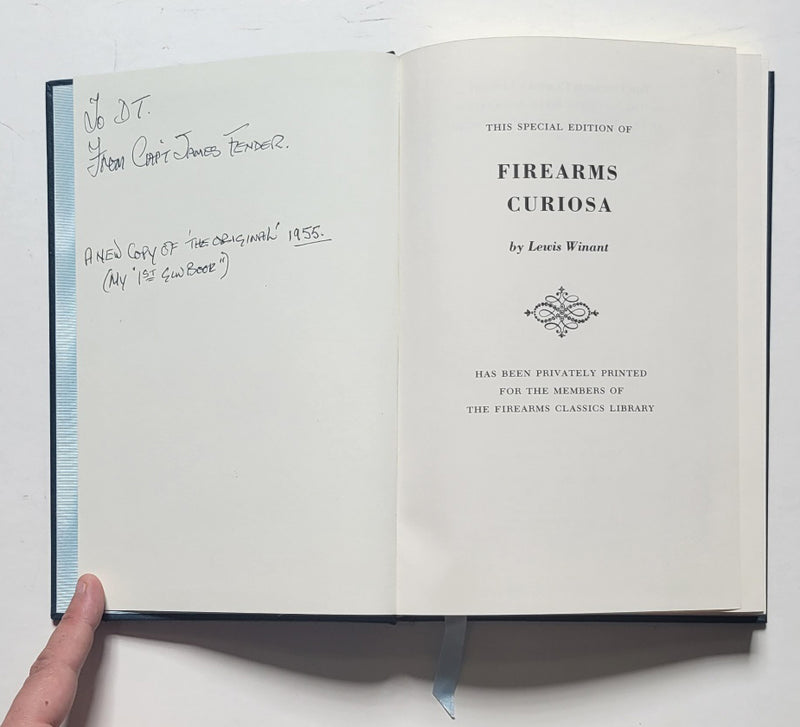 To DT.
From Capt James Fender.
A New Copy of 'The Original' 1955.
(My "1st Gun Book")
THIS SPECIAL EDITION OF
FIREARMS
CURIOSA
by Lewis Winant
HAS BEEN PRIVATELY PRINTED
FOR THE MEMBERS OF
THE FIREARMS CLASSICS LIBRARY